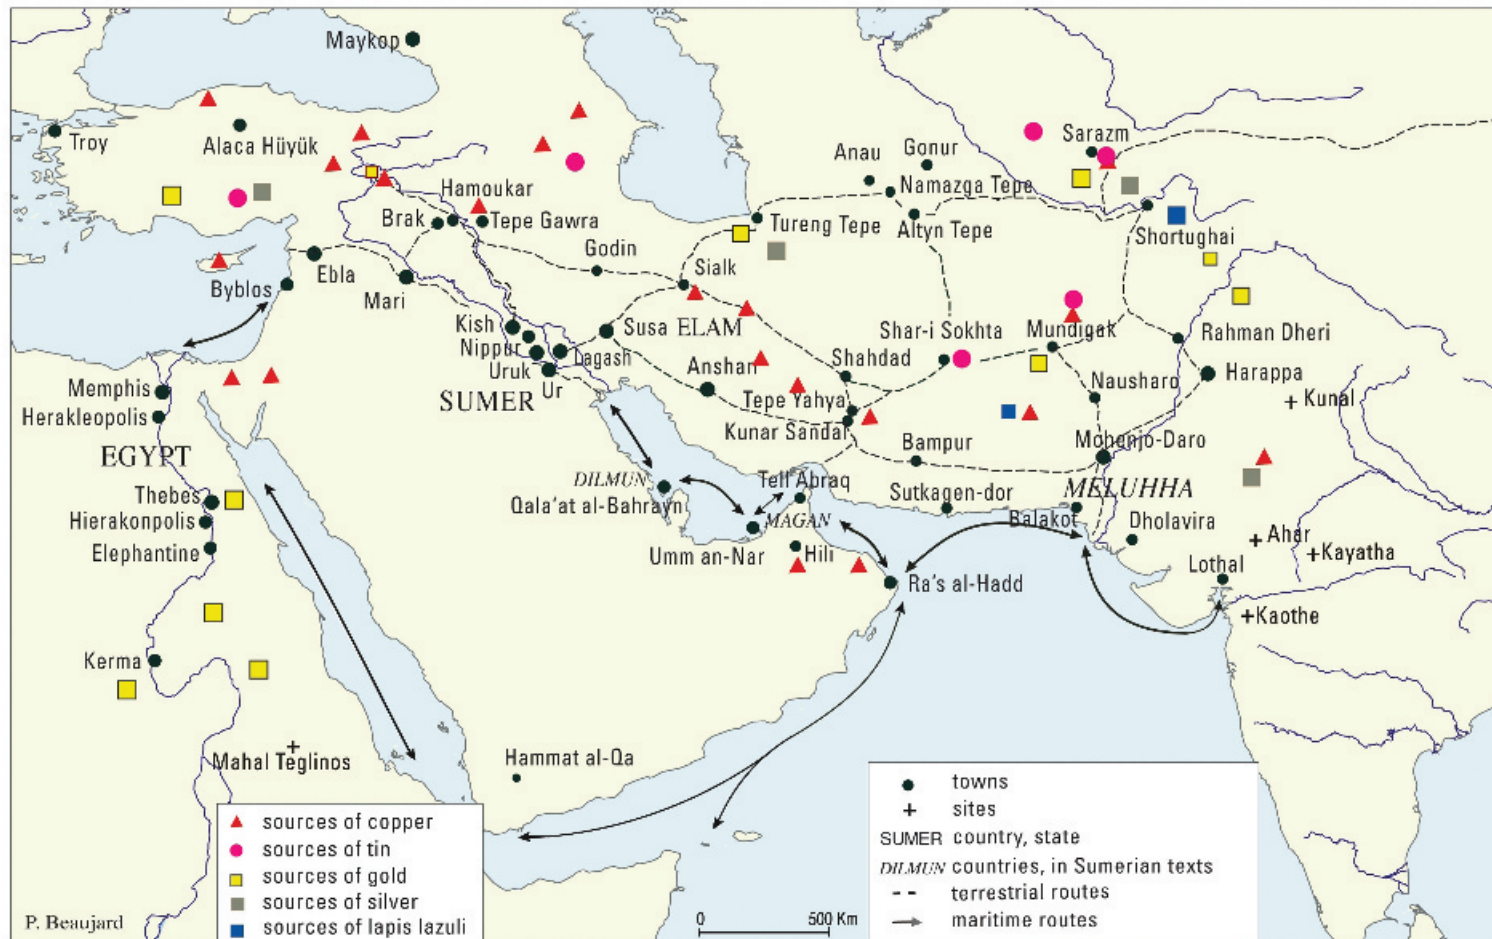 Maykop
Troy
Alaca Hüyük
Sarazm
Anau
Gonur
Hamoukar
Namazga Tepe
Brak
Tepe Gawra
Tureng Tepe
Altyn Tepe
Shortughai
Godin
Ebla
Sialk
Byblos
Mari
Kish
Susa
ELAM
Shar-i Sokhta
Mundigak
Rahman Dheri
Nippur
Lagash
Anshan
Shahdad
Uruk
Ur
Memphis
SUMER
Tepe Yahya
Nausharo
Harappa
Kunal
Herakleopolis
Kunar Sandal
EGYPT
Bampur
Mohenjo-Daro
DILMUN
Tell Abraq
Thebes
Qala'at al-Bahrayn
Sutkagen-dor
MELUHHA
Hierakonpolis
MAGAN
Balakot
Dholavira
Elephantine
Umm an-Nar
Hili
Ahar
Kayatha
Ra's al-Hadd
Lothal
Kaothe
Kerma
Mahal Teglinos
Hammat al-Qa
sources of copper
sources of tin
sources of gold
sources of silver
sources of lapis lazuli
P. Beaujard
0 500 Km
towns
sites
SUMER country, state
DILMUN countries, in Sumerian texts
terrestrial routes
maritime routes